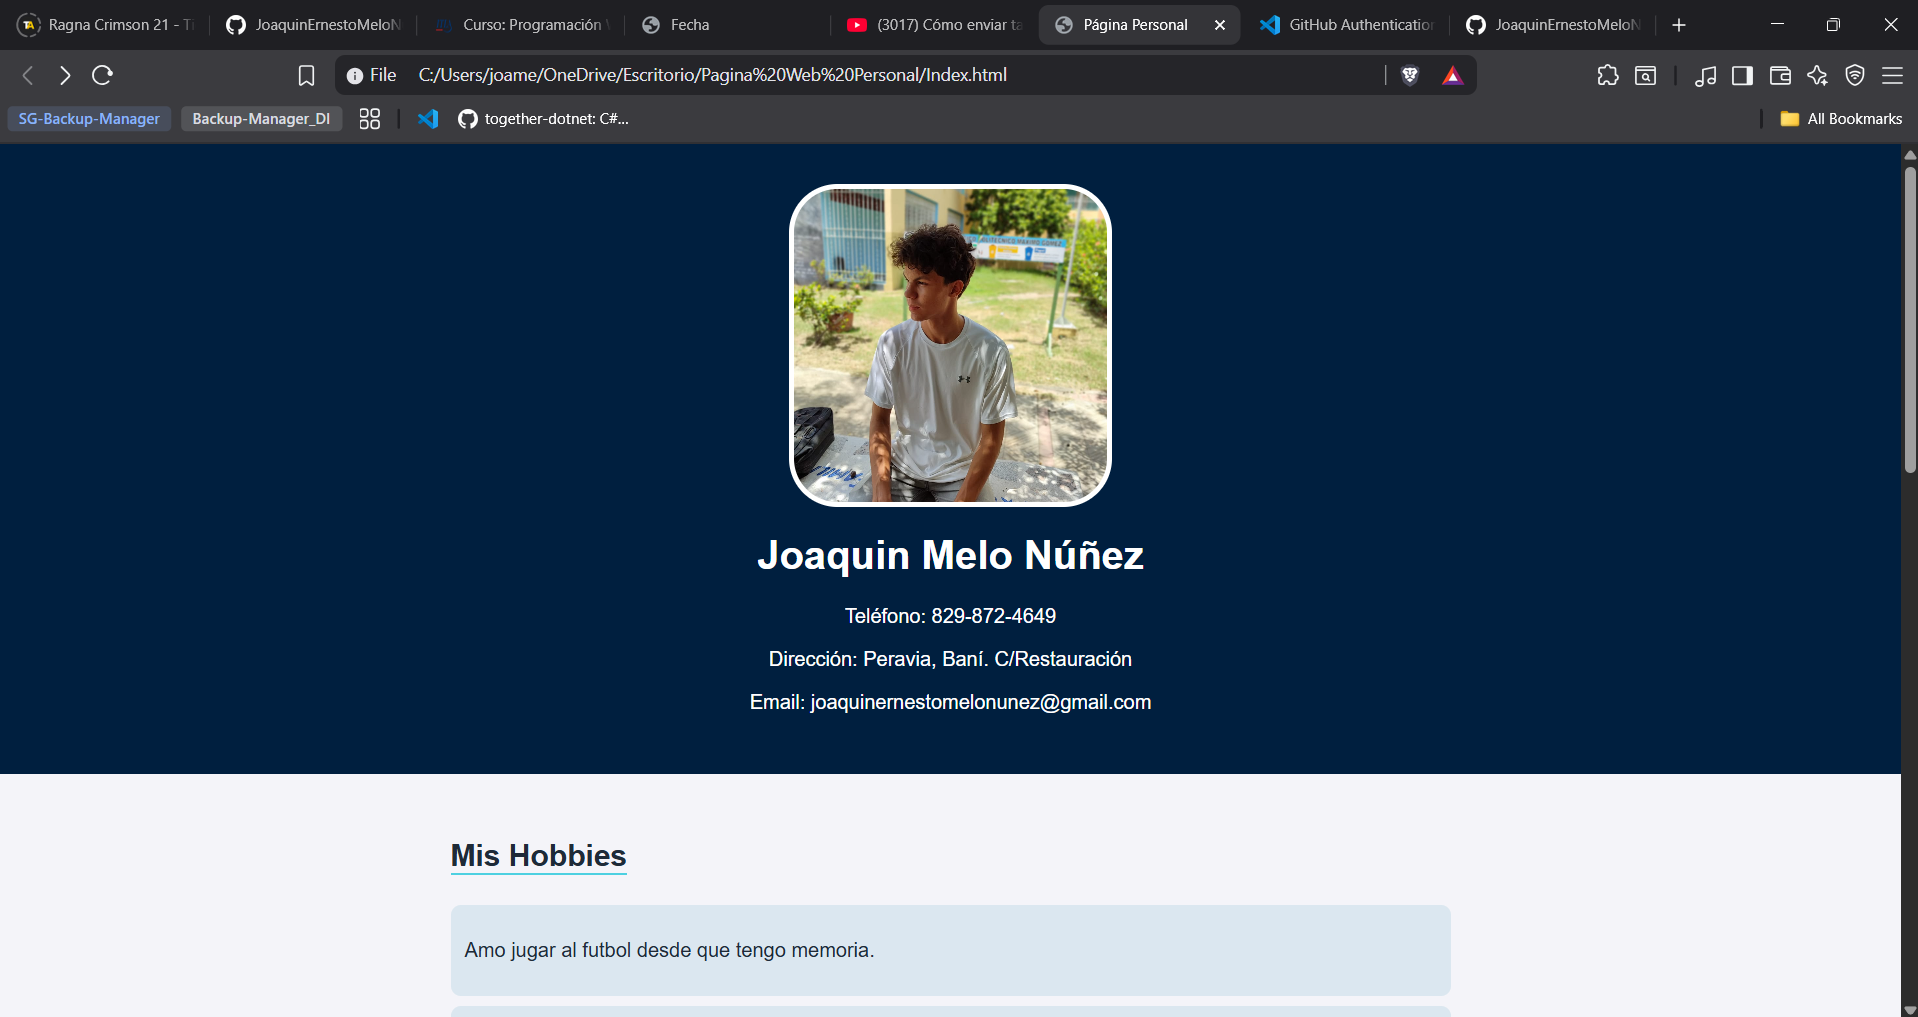 Ragna Crimson 21 - Ti
JoaquinErnestoMeloN
Curso: Programación
Fecha
(3017) Cómo enviar ta
Página Personal
GitHub Authentication
JoaquinErnestoMeloN
File
C:/Users/joame/OneDrive/Escritorio/Pagina%20Web%20Personal/Index.html
SG-Backup-Manager
Backup-Manager_DI
together-dotnet: C#...
All Bookmarks
Joaquin Melo Núñez
Teléfono: 829-872-4649
Dirección: Peravia, Baní. C/Restauración
Email: joaquinernestomelonunez@gmail.com
Mis Hobbies
Amo jugar al futbol desde que tengo memoria.